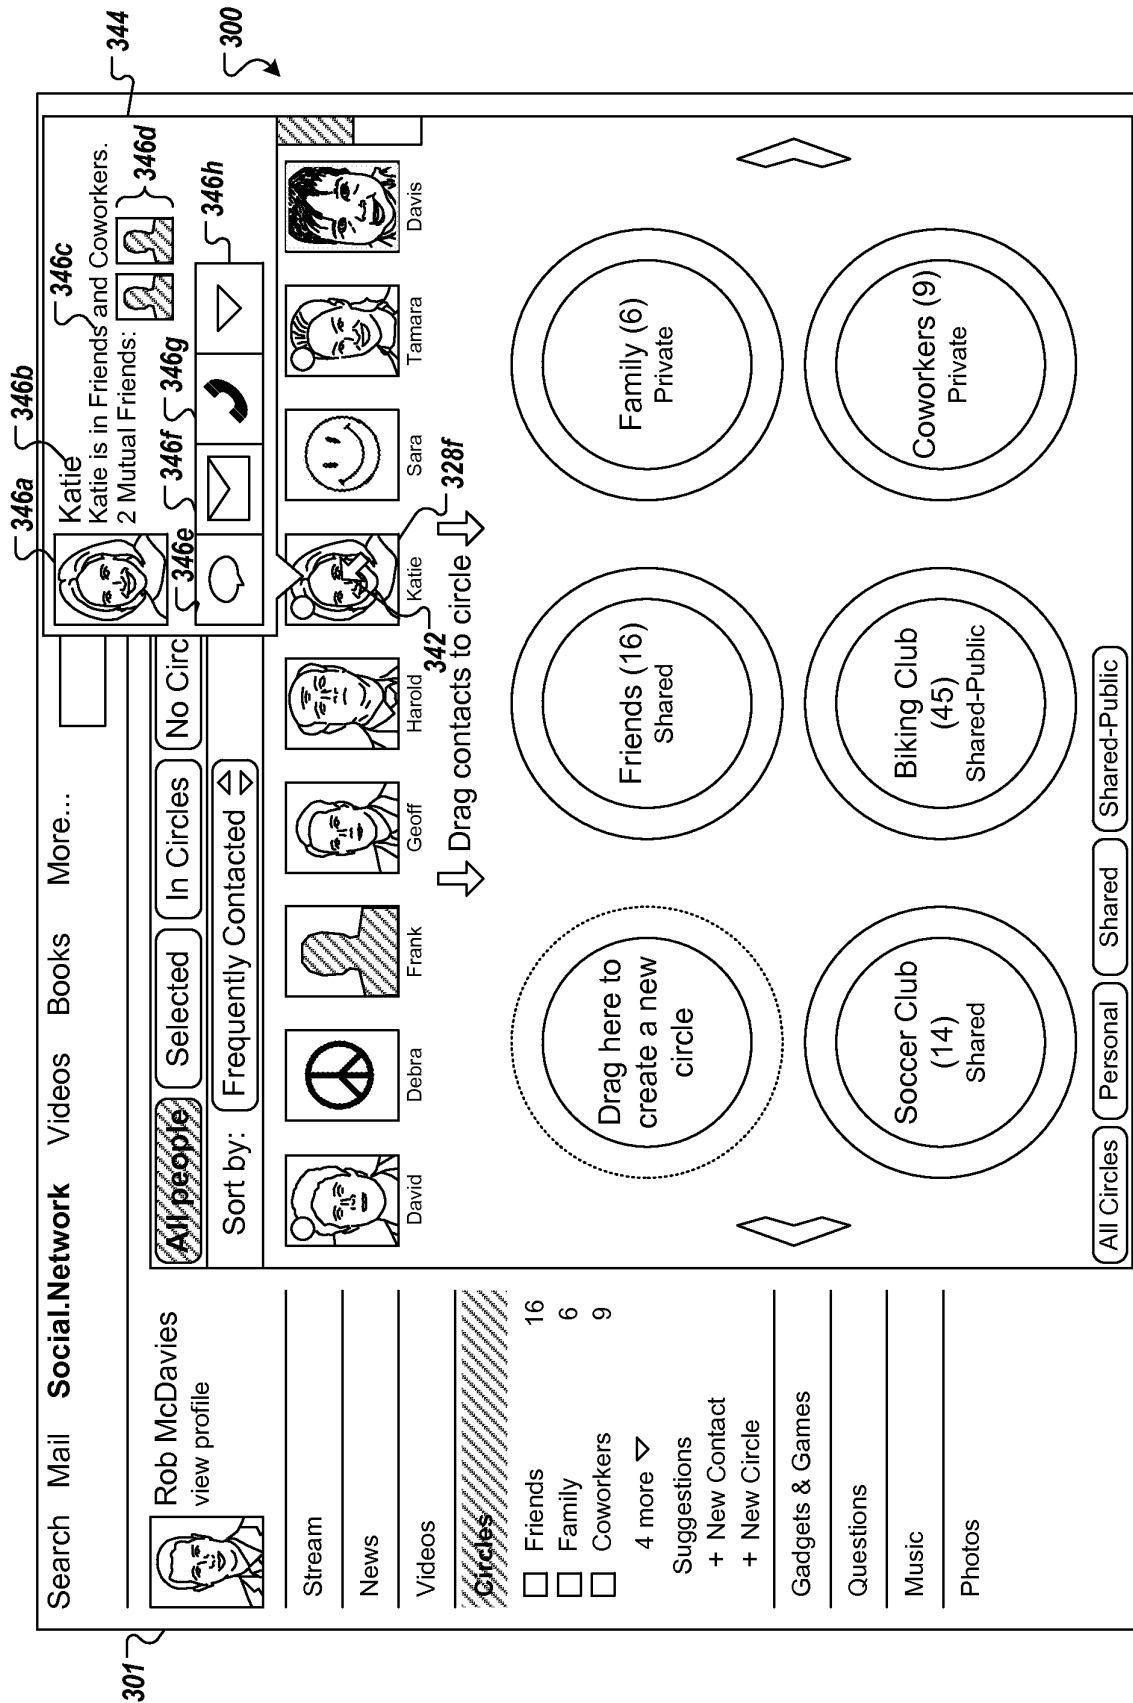 300
301
344
Search Mail Social.Network Videos Books More...
346a
346b
346c
Katie
Katie is in Friends and Coworkers.
2 Mutual Friends:
346d
346e
346f
346g
346h
Rob McDavies
view profile
All people Selected In Circles No Circ
Sort by: Frequently Contacted
Stream
News
Videos
Circles
Friends 16
Family 6
Coworkers 9
4 more
Suggestions
+ New Contact
+ New Circle
Gadgets & Games
Questions
Music
Photos
David Debra Frank Geoff Harold Katie Sara Tamara Davis
342
328f
Drag contacts to circle
Drag here to
create a new
circle
Friends (16)
Shared
Family (6)
Private
Soccer Club
(14)
Shared
Biking Club
(45)
Shared-Public
Coworkers (9)
Private
All Circles Personal Shared Shared-Public